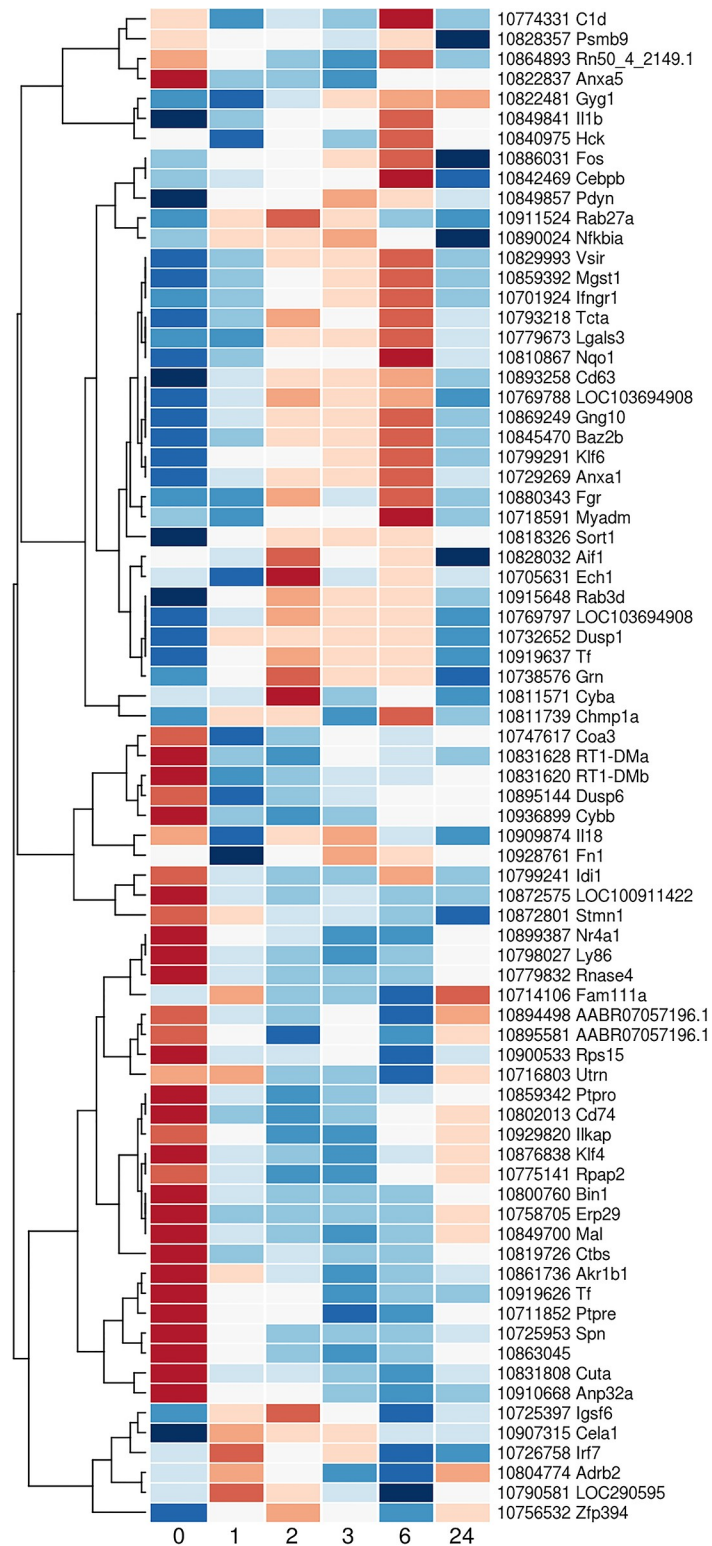 10774331 C1d
10828357 Psmb9
10864893 Rn50_4_2149.1
10822837 Anxa5
10822481 Gyg1
10849841 Il1b
10840975 Hck
10886031 Fos
10842469 Cebpb
10849857 Pdyn
10911524 Rab27a
10890024 Nfkbia
10829993 Vsir
10859392 Mgst1
10701924 Ifngr1
10793218 Tcta
10779673 Lgals3
10810867 Nqo1
10893258 Cd63
10769788 LOC103694908
10869249 Gng10
10845470 Baz2b
10799291 Klf6
10729269 Anxa1
10880343 Fgr
10718591 Myadm
10818326 Sort1
10828032 Aif1
10705631 Ech1
10915648 Rab3d
10769797 LOC103694908
10732652 Dusp1
10919637 Tf
10738576 Grn
10811571 Cyba
10811739 Chmp1a
10747617 Coa3
10831628 RT1-DMa
10831620 RT1-DMb
10895144 Dusp6
10936899 Cybb
10909874 Il18
10928761 Fn1
10799241 Idi1
10872575 LOC100911422
10872801 Stmn1
10899387 Nr4a1
10798027 Ly86
10779832 Rnase4
10714106 Fam111a
10894498 AABR07057196.1
10895581 AABR07057196.1
10900533 Rps15
10716803 Utrn
10859342 Ptpro
10802013 Cd74
10929820 Ilkap
10876838 Klf4
10775141 Rpap2
10800760 Bin1
10758705 Erp29
10849700 Mal
10819726 Ctbs
10861736 Akr1b1
10919626 Tf
10711852 Ptpre
10725953 Spn
10863045
10831808 Cuta
10910668 Anp32a
10725397 Igsf6
10907315 Cela1
10726758 Irf7
10804774 Adrb2
10790581 LOC290595
10756532 Zfp394
0 1 2 3 6 24